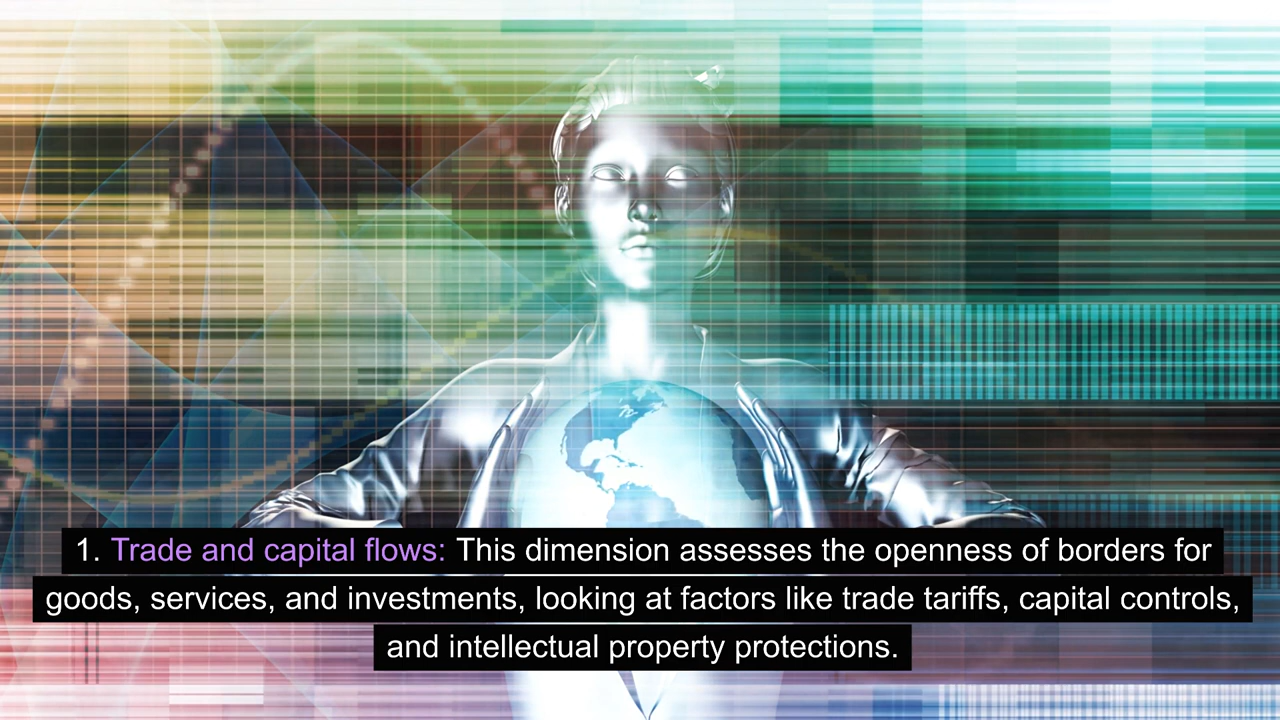 1. Trade and capital flows: This dimension assesses the openness of borders for
goods, services, and investments, looking at factors like trade tariffs, capital controls,
and intellectual property protections.